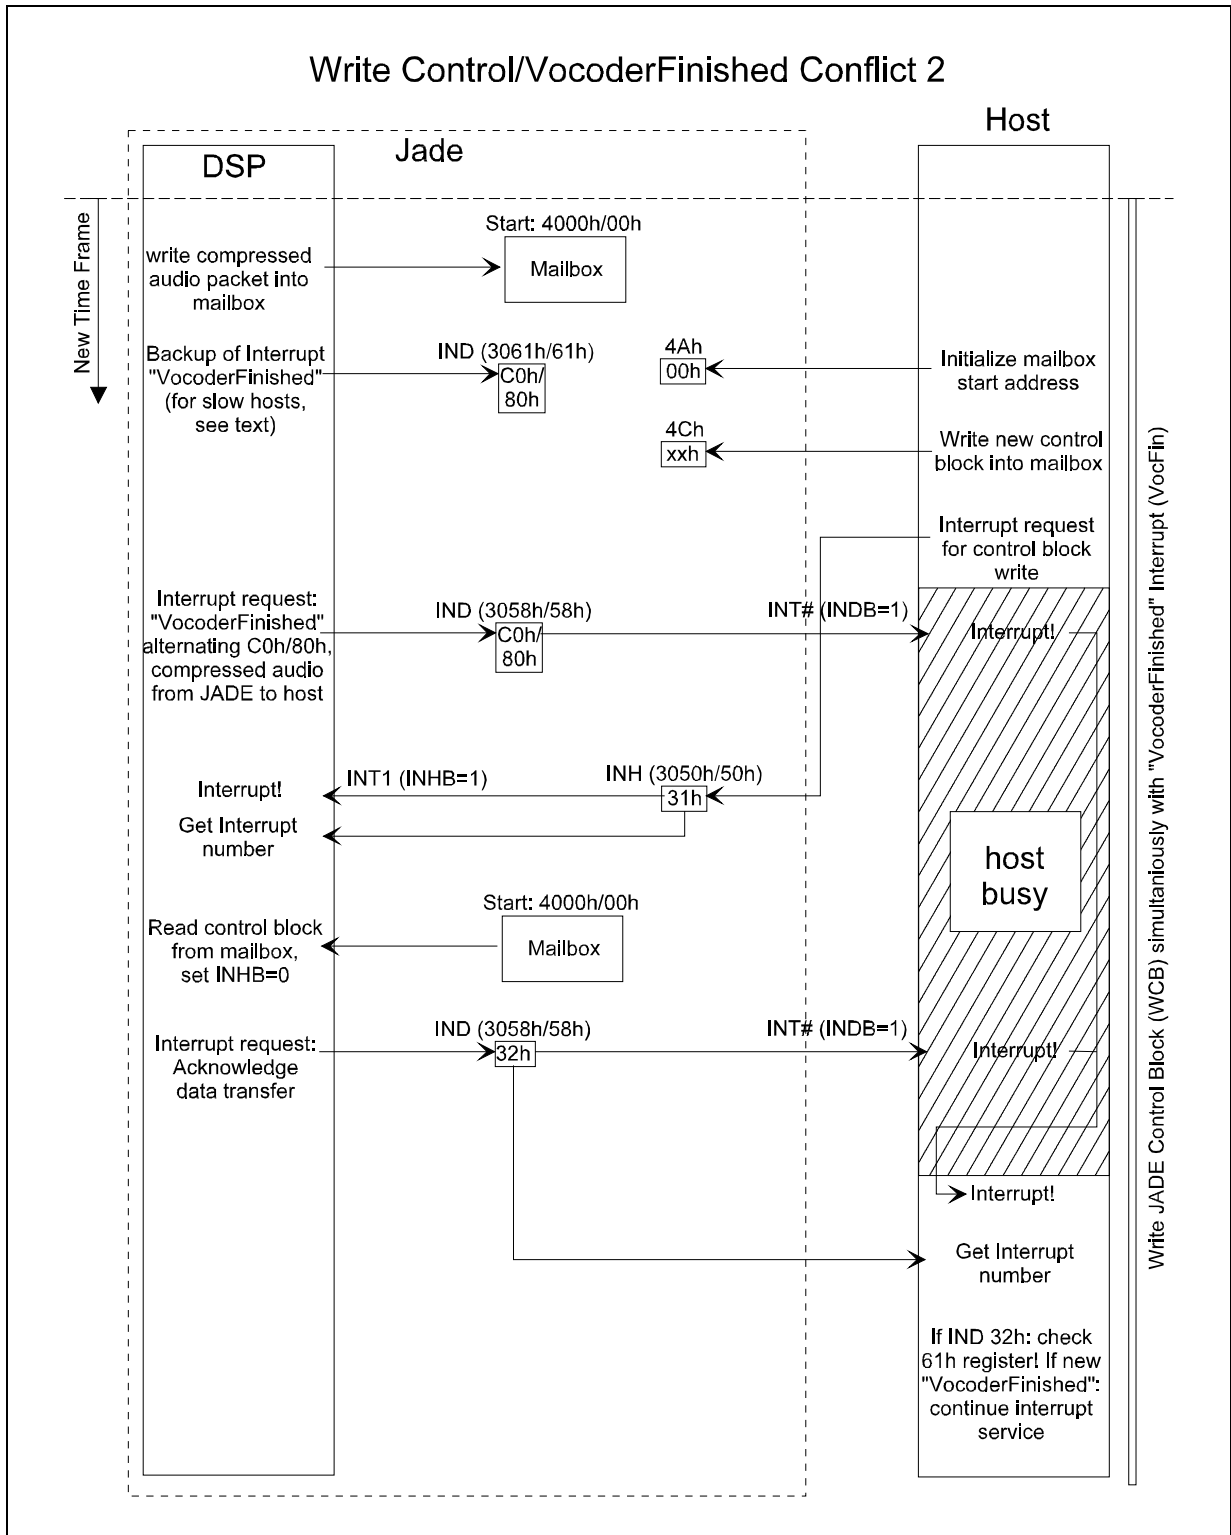 Write Control/VocoderFinished Conflict 2
Host
Jade
DSP
New Time Frame
Start: 4000h/00h
write compressed
audio packet into
mailbox
Mailbox
Backup of Interrupt
"VocoderFinished"
(for slow hosts,
see text)
IND (3061h/61h)
C0h/
80h
4Ah
00h
Initialize mailbox
start address
4Ch
xxh
Write new control
block into mailbox
Interrupt request
for control block
write
Interrupt request:
"VocoderFinished"
alternating C0h/80h,
compressed audio
from JADE to host
IND (3058h/58h)
C0h/
80h
INT# (INDB=1)
Interrupt!
Interrupt!
INT1 (INHB=1)
INH (3050h/50h)
31h
Get Interrupt
number
host
busy
Start: 4000h/00h
Read control block
from mailbox,
set INHB=0
Mailbox
Interrupt request:
Acknowledge
data transfer
IND (3058h/58h)
32h
INT# (INDB=1)
Interrupt!
Interrupt!
Get Interrupt
number
If IND 32h: check
61h register! If new
"VocoderFinished":
continue interrupt
service
Write JADE Control Block (WCB) simultaniously with "VocoderFinished" Interrupt (VocFin)